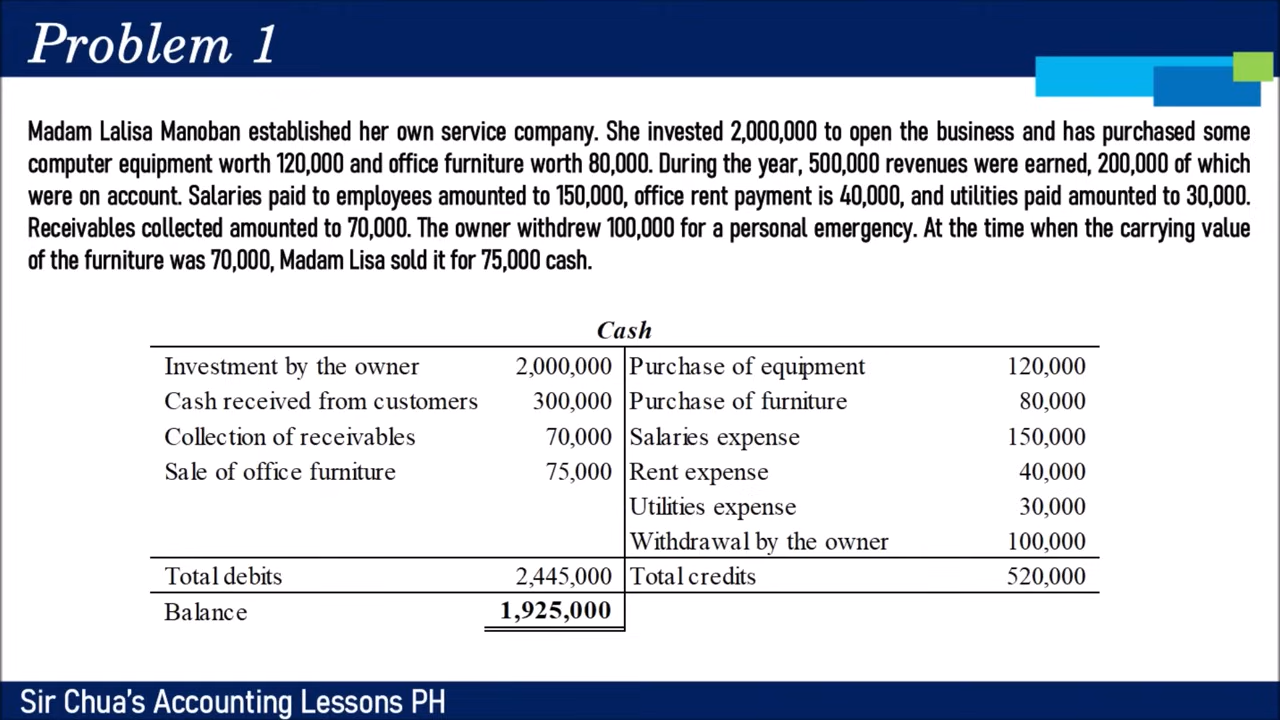 Problem 1
Madam Lalisa Manoban established her own service company. She invested 2,000,000 to open the business and has purchased some
computer equipment worth 120,000 and office furniture worth 80,000. During the year, 500,000 revenues were earned, 200,000 of which
were on account. Salaries paid to employees amounted to 150,000, office rent payment is 40,000, and utilities paid amounted to 30,000.
Receivables collected amounted to 70,000. The owner withdrew 100,000 for a personal emergency. At the time when the carrying value
of the furniture was 70,000, Madam Lisa sold it for 75,000 cash.
Cash
Investment by the owner 2,000,000 Purchase of equipment 120,000
Cash received from customers 300,000 Purchase of furniture 80,000
Collection of receivables 70,000 Salaries expense 150,000
Sale of office furniture 75,000 Rent expense 40,000
Utilities expense 30,000
Withdrawal by the owner 100,000
Total debits 2,445,000 Total credits 520,000
Balance 1,925,000
Sir Chua's Accounting Lessons PH